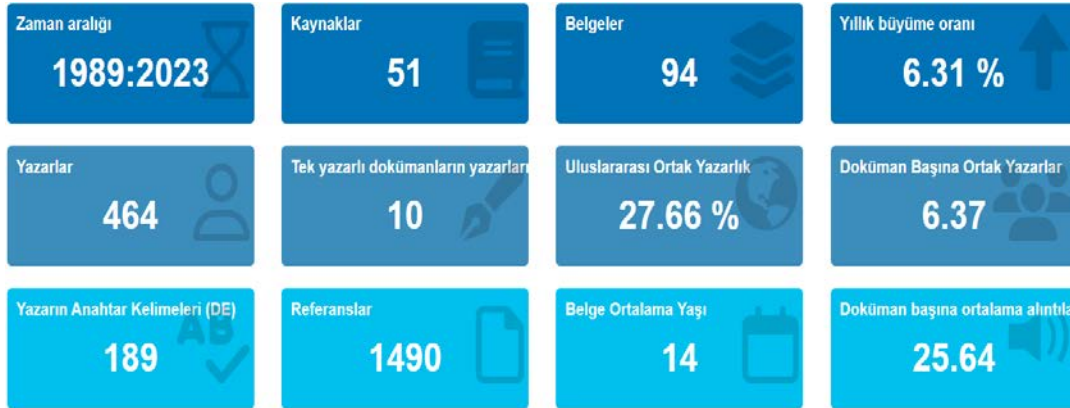 Zaman aralığı
1989:2023
Kaynaklar
51
Belgeler
94
Yıllık büyüme oranı
6.31 %
Yazarlar
464
Tek yazarlı dokümanların yazarları
10
Uluslararası Ortak Yazarlık
27.66 %
Doküman Başına Ortak Yazarlar
6.37
Yazarın Anahtar Kelimeleri (DE)
189
Referanslar
1490
Belge Ortalama Yaşı
14
Doküman başına ortalama
25.64
AB